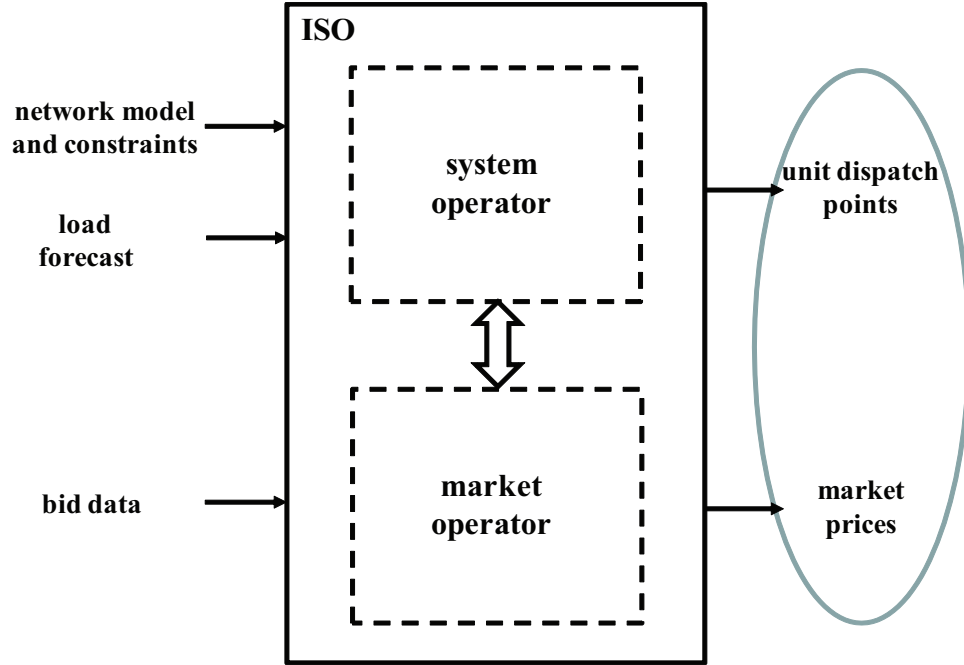 ISO
network model
and constraints
system
operator
unit dispatch
points
load
forecast
bid data
market
operator
market
prices